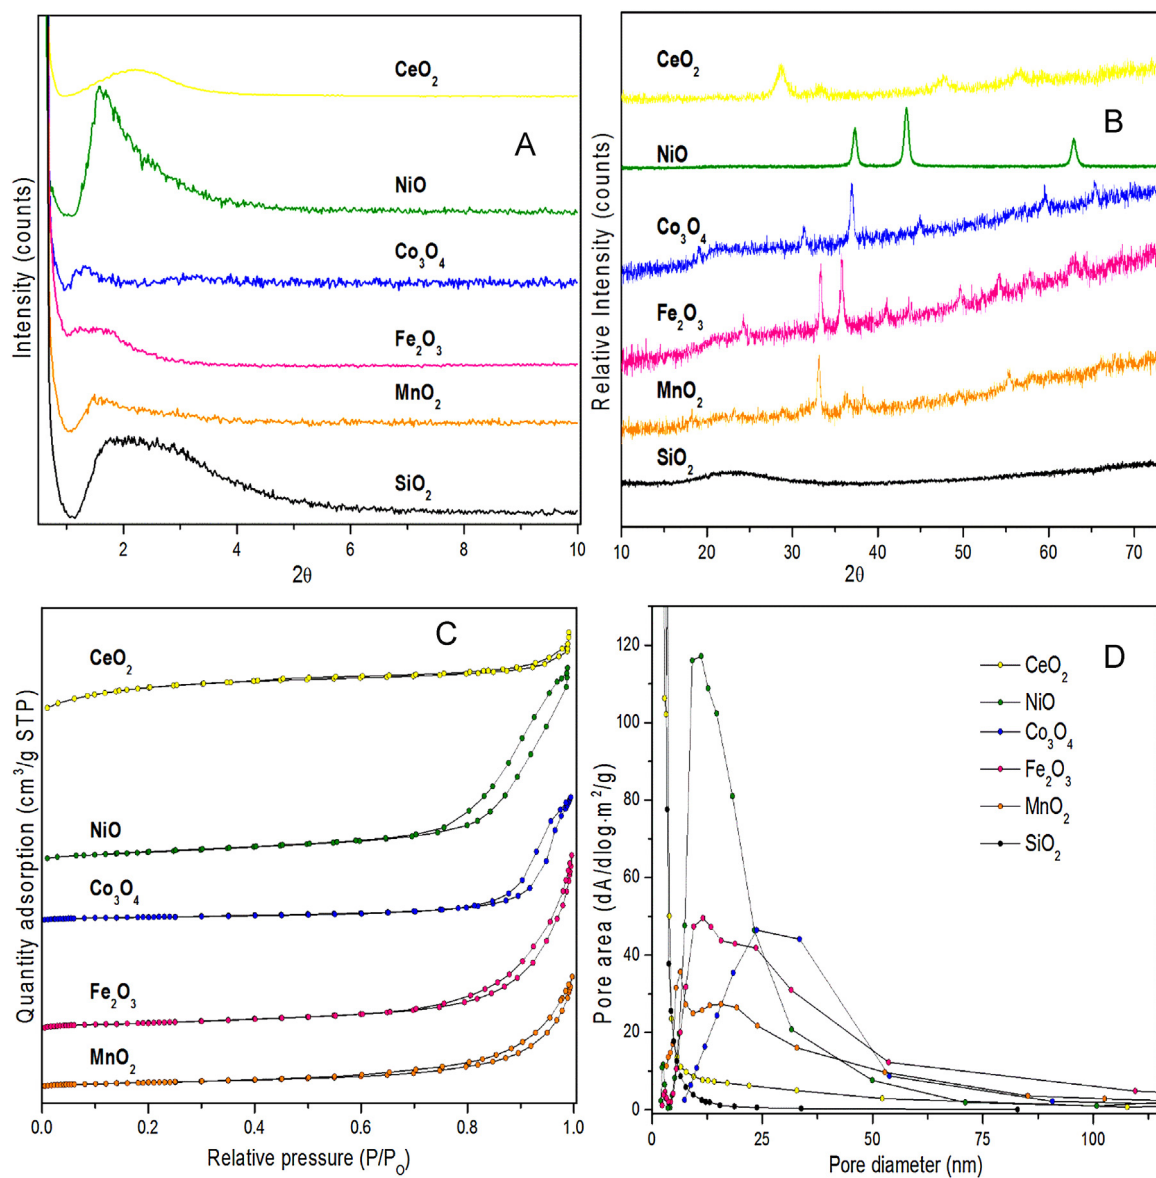 A
CeO₂
NiO
Co₃O₄
Fe₂O₃
MnO₂
SiO₂
Intensity (counts)
2 4 6 8 10
2θ
B
CeO₂
NiO
Co₃O₄
Fe₂O₃
MnO₂
SiO₂
Relative Intensity (counts)
10 20 30 40 50 60 70
2θ
C
CeO₂
NiO
Co₃O₄
Fe₂O₃
MnO₂
Quantity adsorption (cm³/g STP)
0.0 0.2 0.4 0.6 0.8 1.0
Relative pressure (P/P₀)
D
CeO₂
NiO
Co₃O₄
Fe₂O₃
MnO₂
SiO₂
Pore area (dA/dlog·m²/g)
120
100
80
60
40
20
0
0 25 50 75 100
Pore diameter (nm)